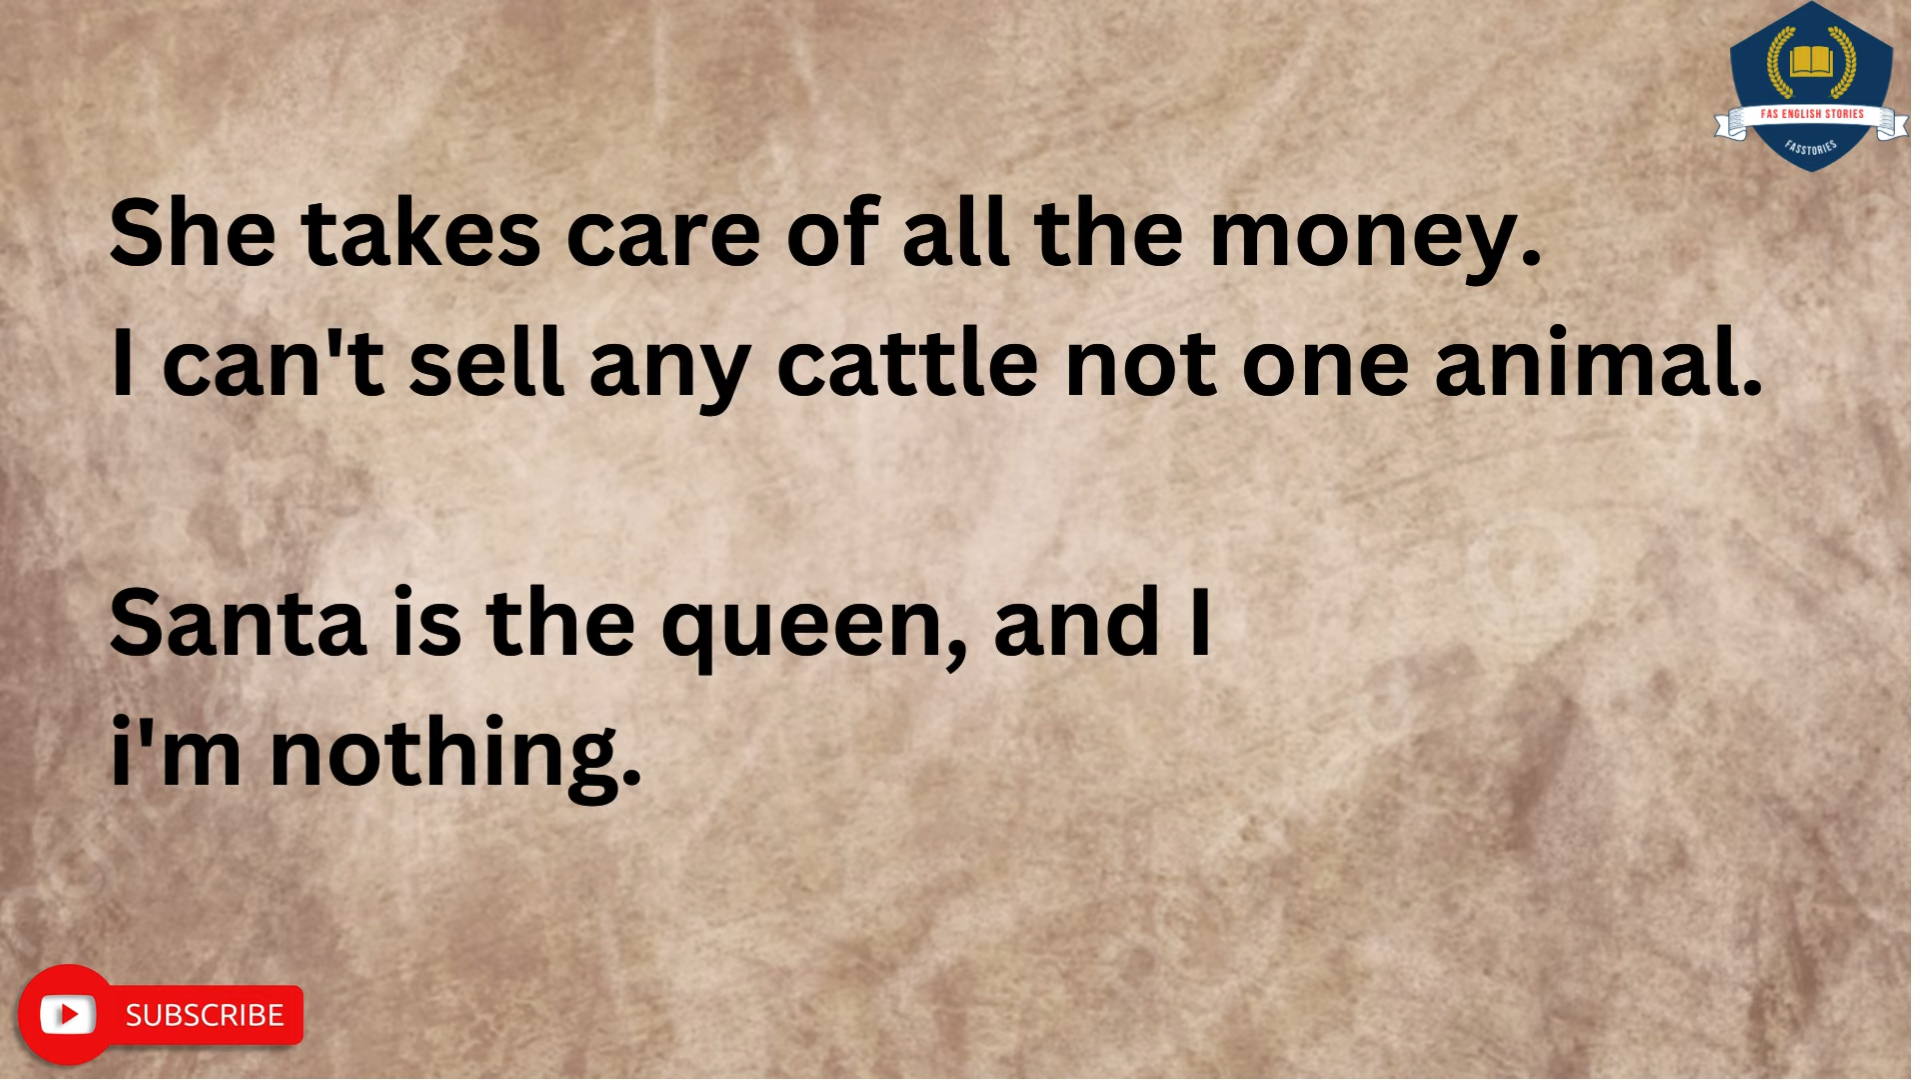 FAS ENGLISH STORIES
FASSTORIES
She takes care of all the money.
I can't sell any cattle not one animal.
Santa is the queen, and I
i'm nothing.
SUBSCRIBE